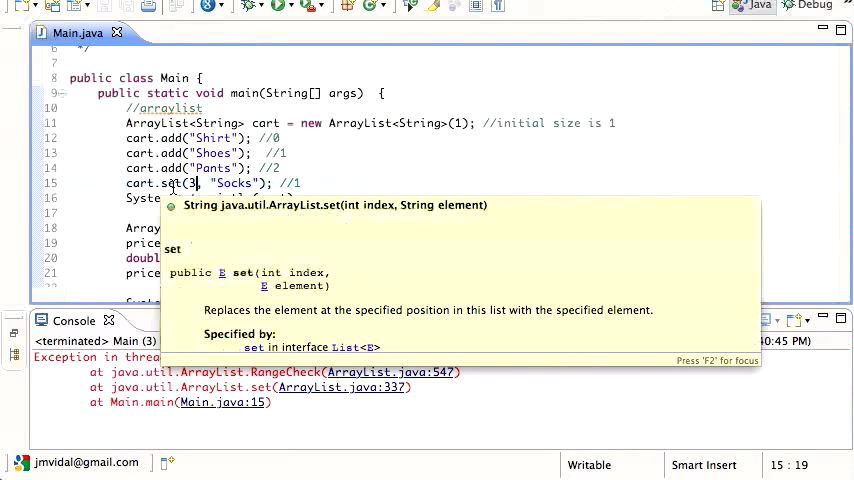 Java
Debug
Main.java
6
*/
7
8 public class Main {
9 public static void main(String[] args) {
10 //arraylist
11 ArrayList<String> cart = new ArrayList<String>(1); //initial size is 1
12 cart.add("Shirt"); //0
13 cart.add("Shoes"); //1
14 cart.add("Pants"); //2
15 cart.set(3, "Socks"); //1
16 Syste
17
18 Array
19 price
20 doubl
21 price
String java.util.ArrayList.set(int index, String element)
set
public E set(int index,
E element)
Replaces the element at the specified position in this list with the specified element.
Specified by:
set in interface List<E>
Press 'F2' for focus
Console
<terminated> Main (3)
40:45 PM)
Exception in threa
at java.util.ArrayList.RangeCheck(ArrayList.java:547)
at java.util.ArrayList.set(ArrayList.java:337)
at Main.main(Main.java:15)
jmvidal@gmail.com
Writable
Smart Insert
15 : 19